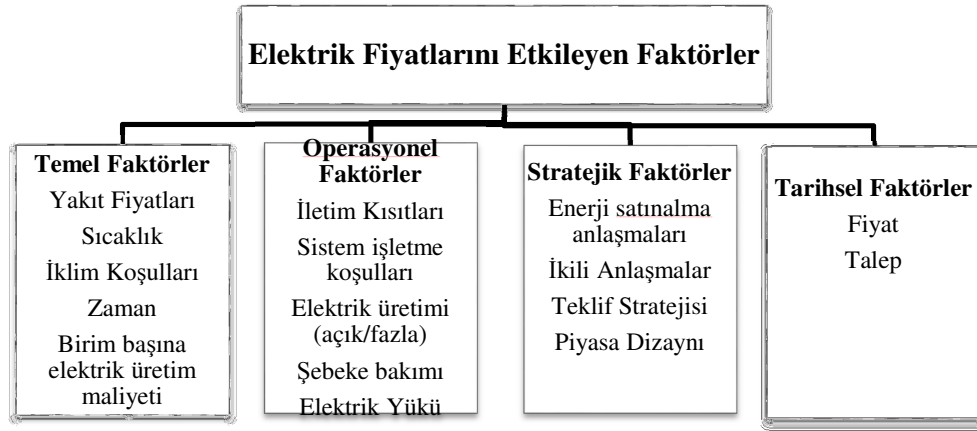 Elektrik Fiyatlarını Etkileyen Faktörler
Temel Faktörler
Yakıt Fiyatları
Sıcaklık
İklim Koşulları
Zaman
Birim başına
elektrik üretim
maliyeti
Operasyonel
Faktörler
İletim Kısıtları
Sistem işletme
koşulları
Elektrik üretimi
(açık/fazla)
Şebeke bakımı
Elektrik Yükü
Stratejik Faktörler
Enerji satınalma
anlaşmaları
İkili Anlaşmalar
Teklif Stratejisi
Piyasa Dizaynı
Tarihsel Faktörler
Fiyat
Talep